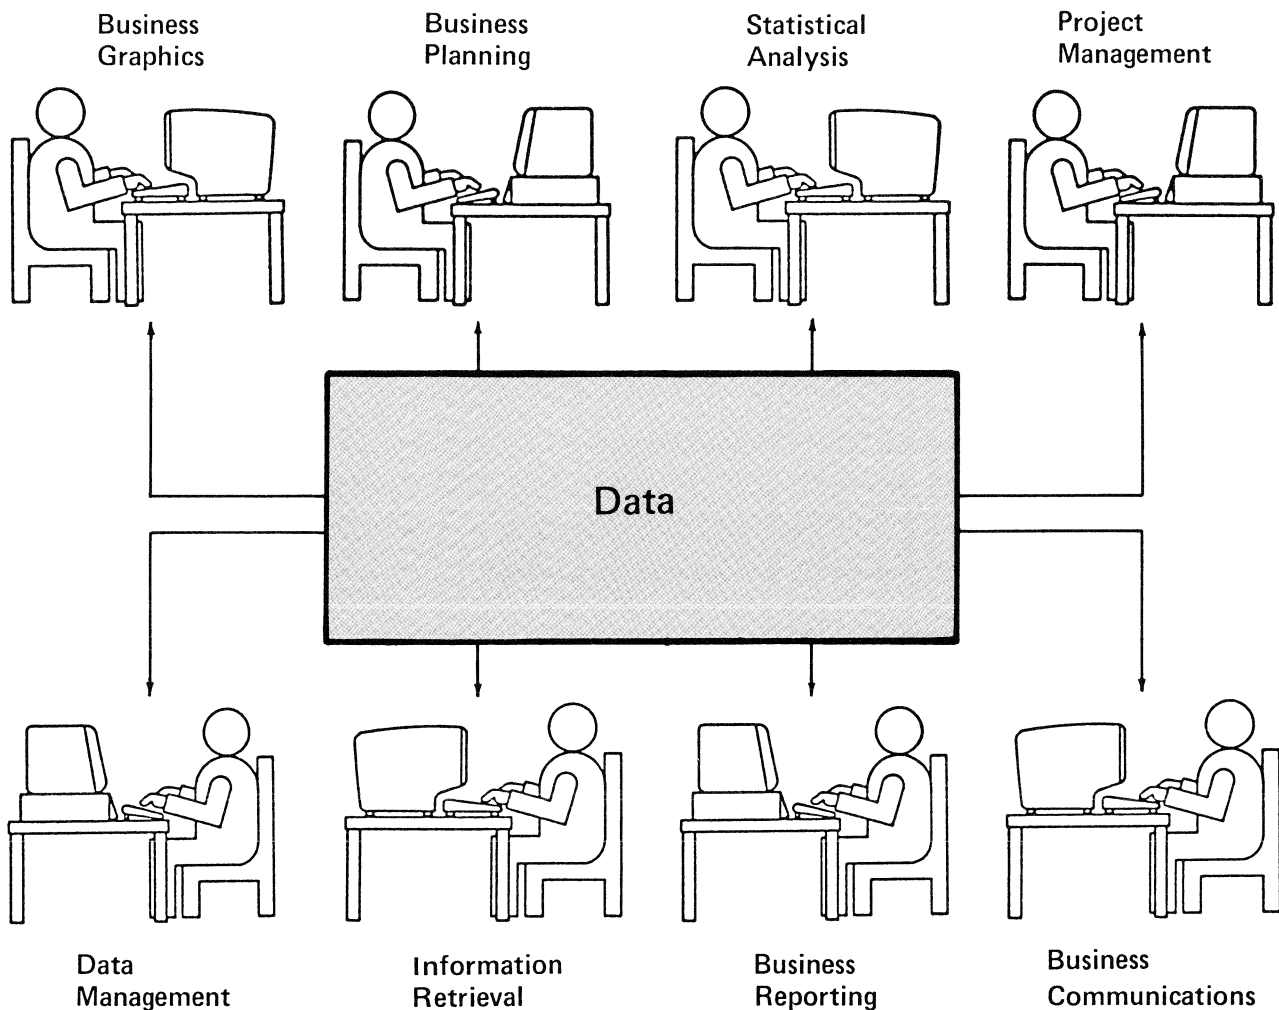 Business
Graphics
Business
Planning
Statistical
Analysis
Project
Management
Data
Data
Management
Information
Retrieval
Business
Reporting
Business
Communications